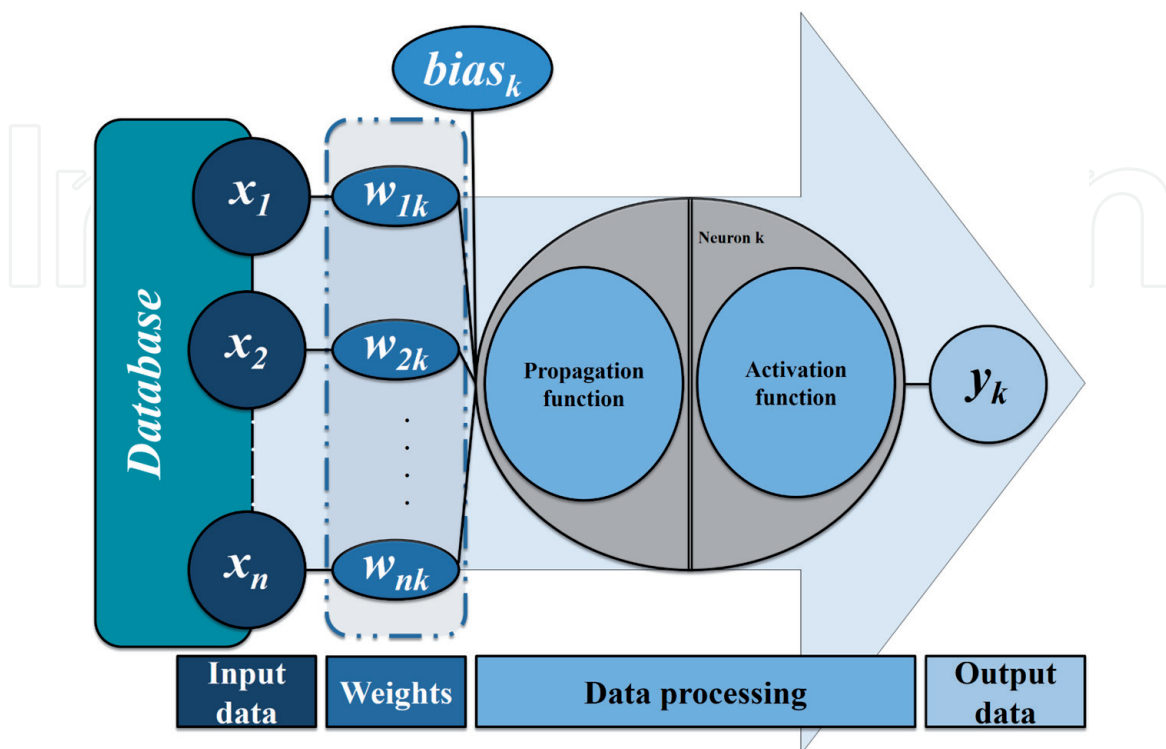 bias_k
Database
x_1
w_1k
x_2
w_2k
x_n
w_nk
Neuron k
Propagation
function
Activation
function
y_k
Input
data
Weights
Data processing
Output
data